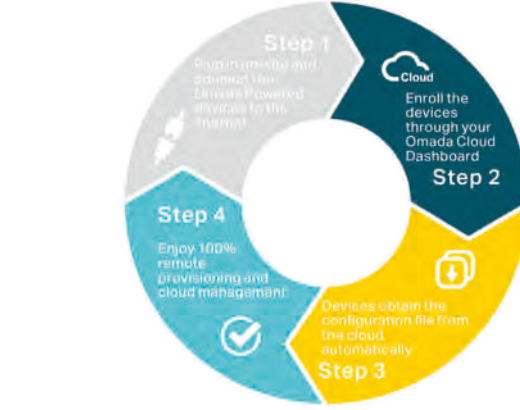 Step 1
Plug in onsite and
connect the
Omada Powered
devices to the
internet
Cloud
Enroll the
devices
through your
Omada Cloud
Dashboard
Step 2
Devices obtain the
configuration file from
the cloud
automatically
Step 3
Step 4
Enjoy 100%
remote
provisioning and
cloud management